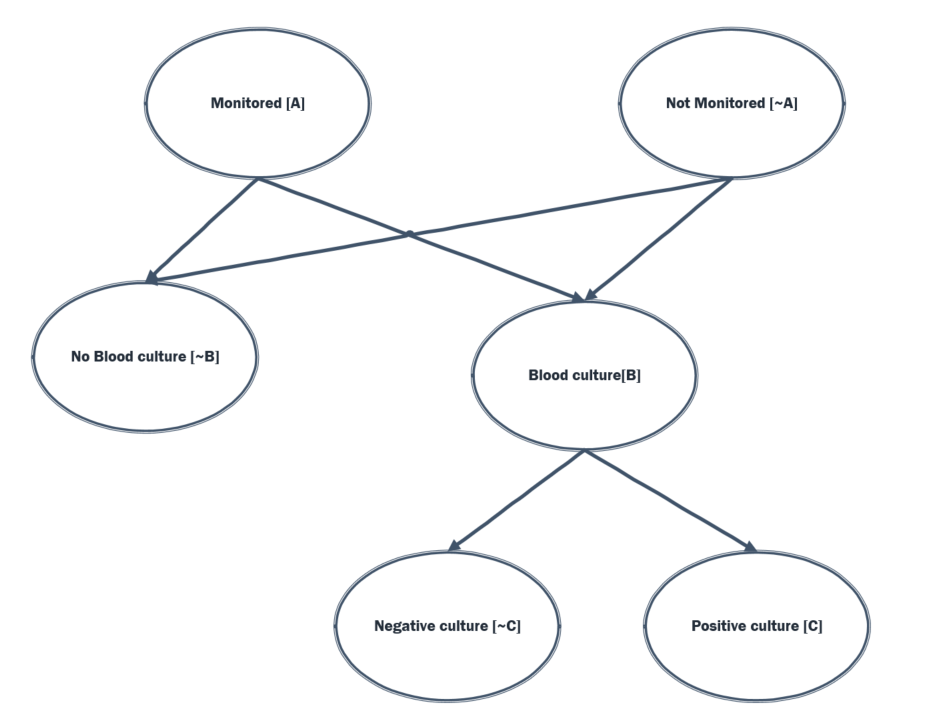 Monitored [A]
Not Monitored [~A]
No Blood culture [~B]
Blood culture[B]
Negative culture [~C]
Positive culture [C]